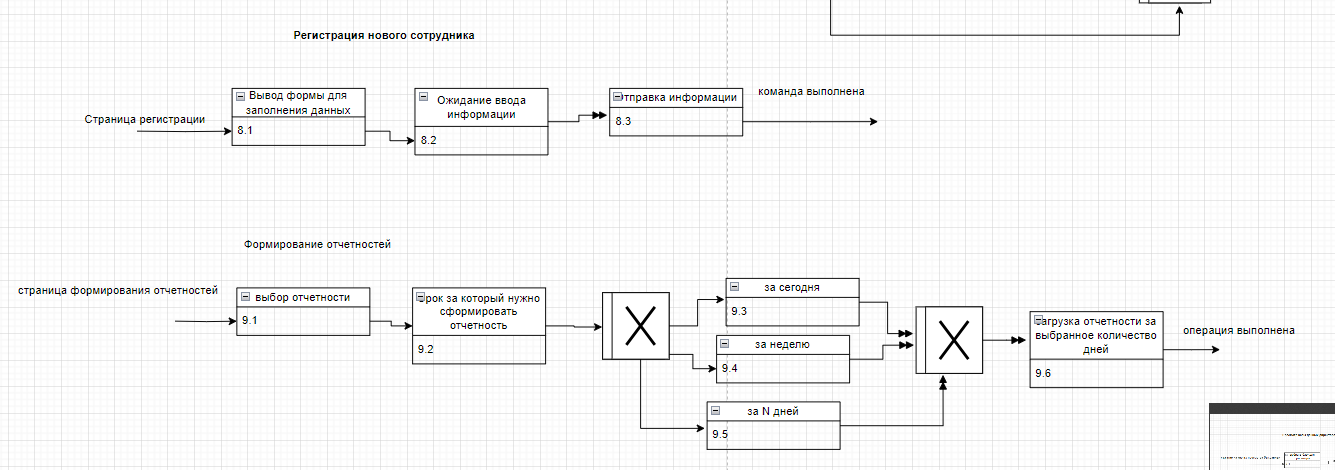 Регистрация нового сотрудника
Страница регистрации
Вывод формы для
заполнения данных
8.1
Ожидание ввода
информации
8.2
Отправка информации
8.3
команда выполнена
Формирование отчетностей
страница формирования отчетностей
выбор отчетности
9.1
Срок за который нужно
сформировать
отчетность
9.2
X
за сегодня
9.3
за неделю
9.4
за N дней
9.5
X
Загрузка отчетности за
выбранное количество
дней
9.6
операция выполнена